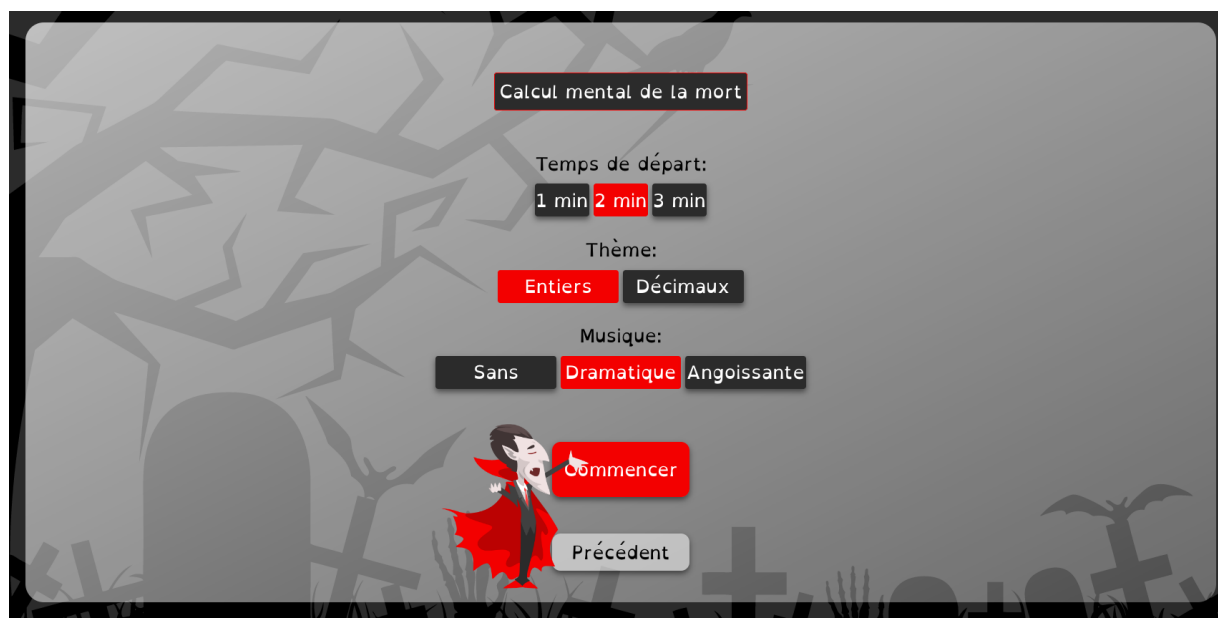 Calcul mental de la mort
Temps de départ:
1 min 2 min 3 min
Thème:
Entiers Décimaux
Musique:
Sans Dramatique Angoissante
Commencer
Précédent